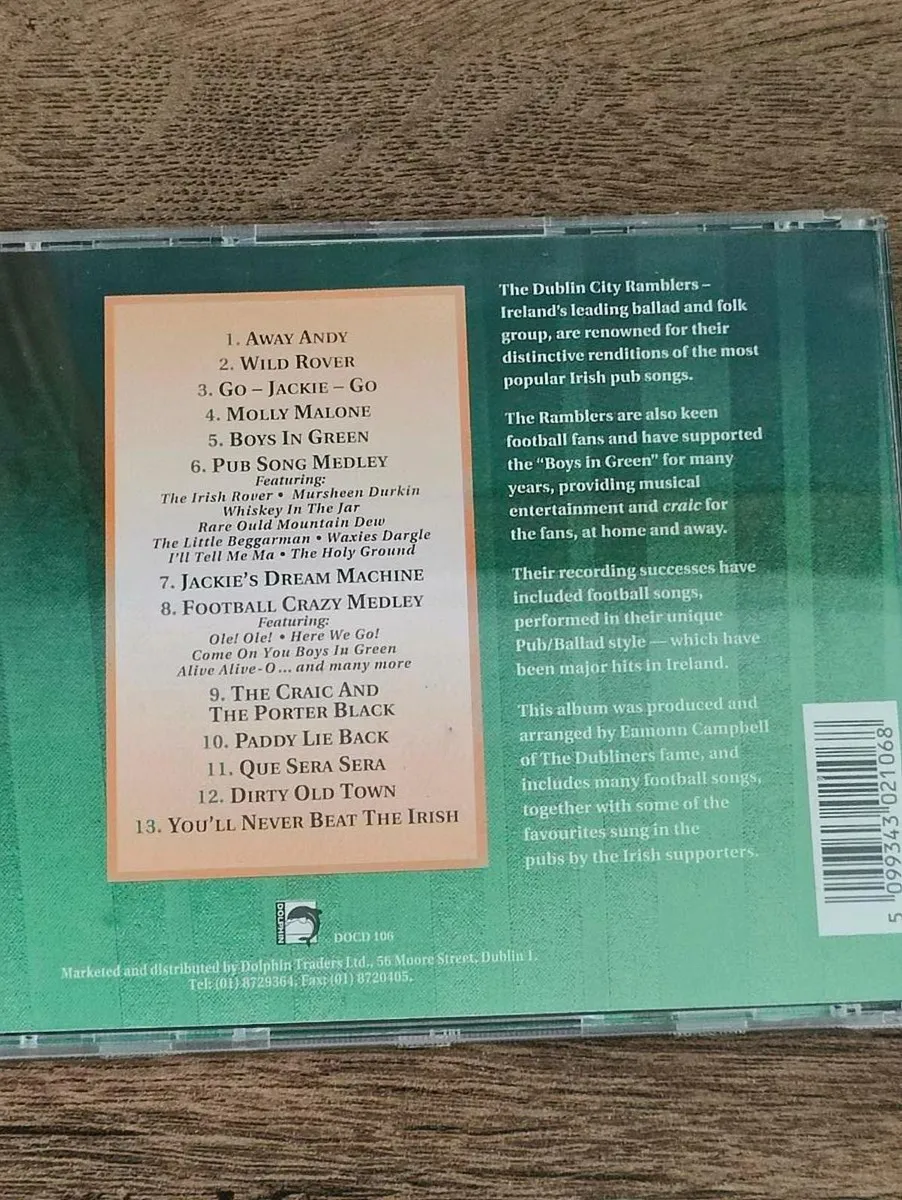 1. AWAY ANDY
2. WILD ROVER
3. GO – JACKIE – GO
4. MOLLY MALONE
5. BOYS IN GREEN
6. PUB SONG MEDLEY
Featuring:
The Irish Rover • Mursheen Durkin
Whiskey In The Jar
Rare Ould Mountain Dew
The Little Beggarman • Waxies Dargle
I'll Tell Me Ma • The Holy Ground
7. JACKIE'S DREAM MACHINE
8. FOOTBALL CRAZY MEDLEY
Featuring:
Ole! Ole! • Here We Go!
Come On You Boys In Green
Alive Alive-O ... and many more
9. THE CRAIC AND
THE PORTER BLACK
10. PADDY LIE BACK
11. QUE SERA SERA
12. DIRTY OLD TOWN
13. YOU'LL NEVER BEAT THE IRISH
The Dublin City Ramblers –
Ireland's leading ballad and folk
group, are renowned for their
distinctive renditions of the most
popular Irish pub songs.
The Ramblers are also keen
football fans and have supported
the “Boys in Green” for many
years, providing musical
entertainment and craic for
the fans, at home and away.
Their recording successes have
included football songs,
performed in their unique
Pub/Ballad style — which have
been major hits in Ireland.
This album was produced and
arranged by Eamonn Campbell
of The Dubliners fame, and
includes many football songs,
together with some of the
favourites sung in the
pubs by the Irish supporters.
5 099343 021068
DOLPHIN
DOCD 106
Marketed and distributed by Dolphin Traders Ltd., 56 Moore Street, Dublin 1.
Tel: (01) 8729364, Fax: (01) 8720405.